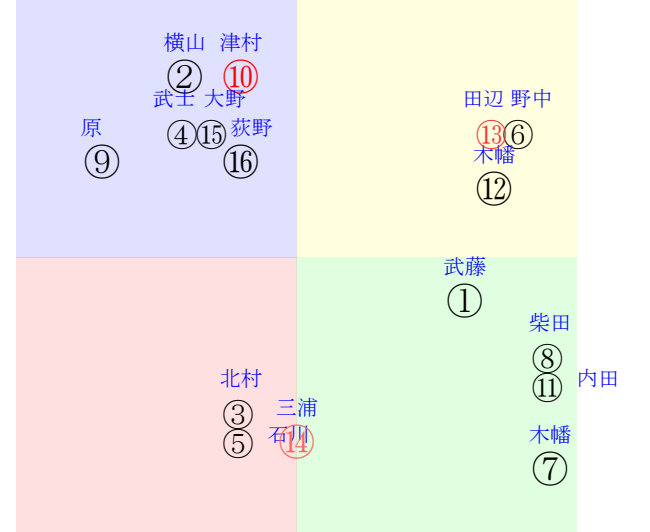 横山 津村
② ⑩
武士 大野
田辺 野中
原
④⑮ 荻野
⑬⑥
⑨ ⑯
木幡
⑫
武藤
①
柴田
⑧
北村
⑪ 内田
③ 三浦
⑤ 石川 ⑭
木幡
⑦